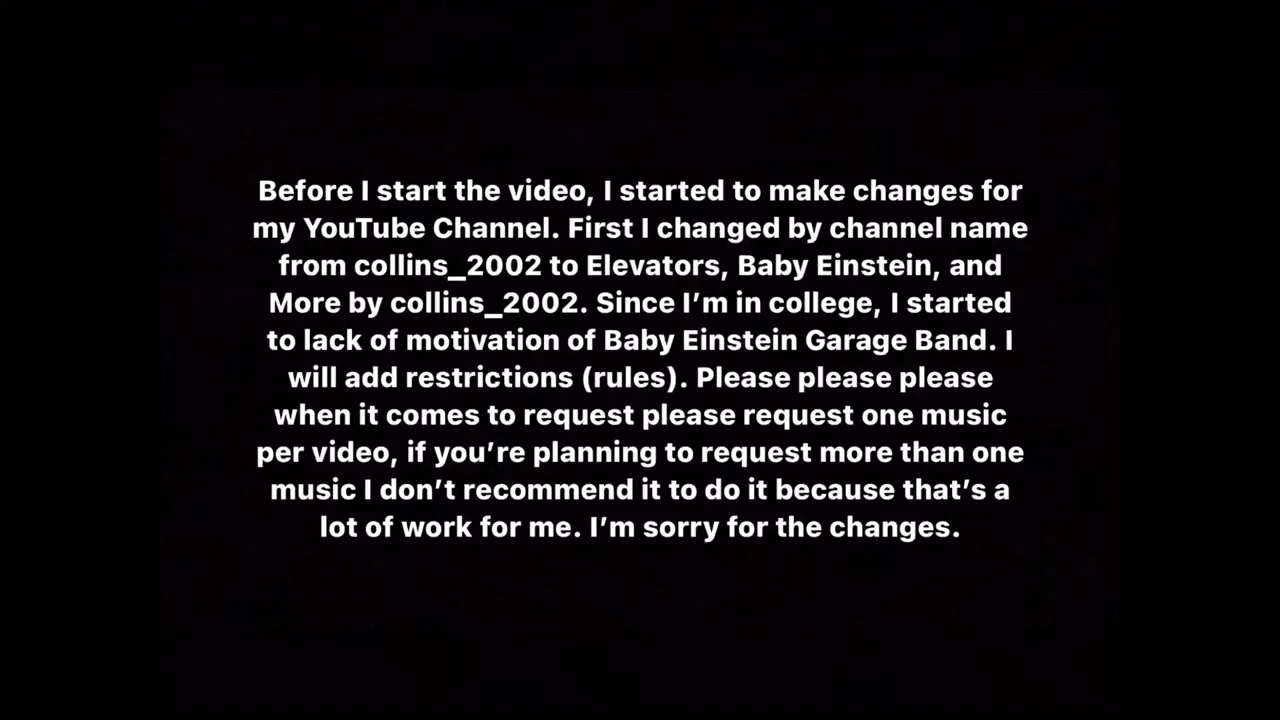 Before I start the video, I started to make changes for
my YouTube Channel. First I changed by channel name
from collins_2002 to Elevators, Baby Einstein, and
More by collins_2002. Since I’m in college, I started
to lack of motivation of Baby Einstein Garage Band. I
will add restrictions (rules). Please please please
when it comes to request please request one music
per video, if you’re planning to request more than one
music I don’t recommend it to do it because that’s a
lot of work for me. I’m sorry for the changes.